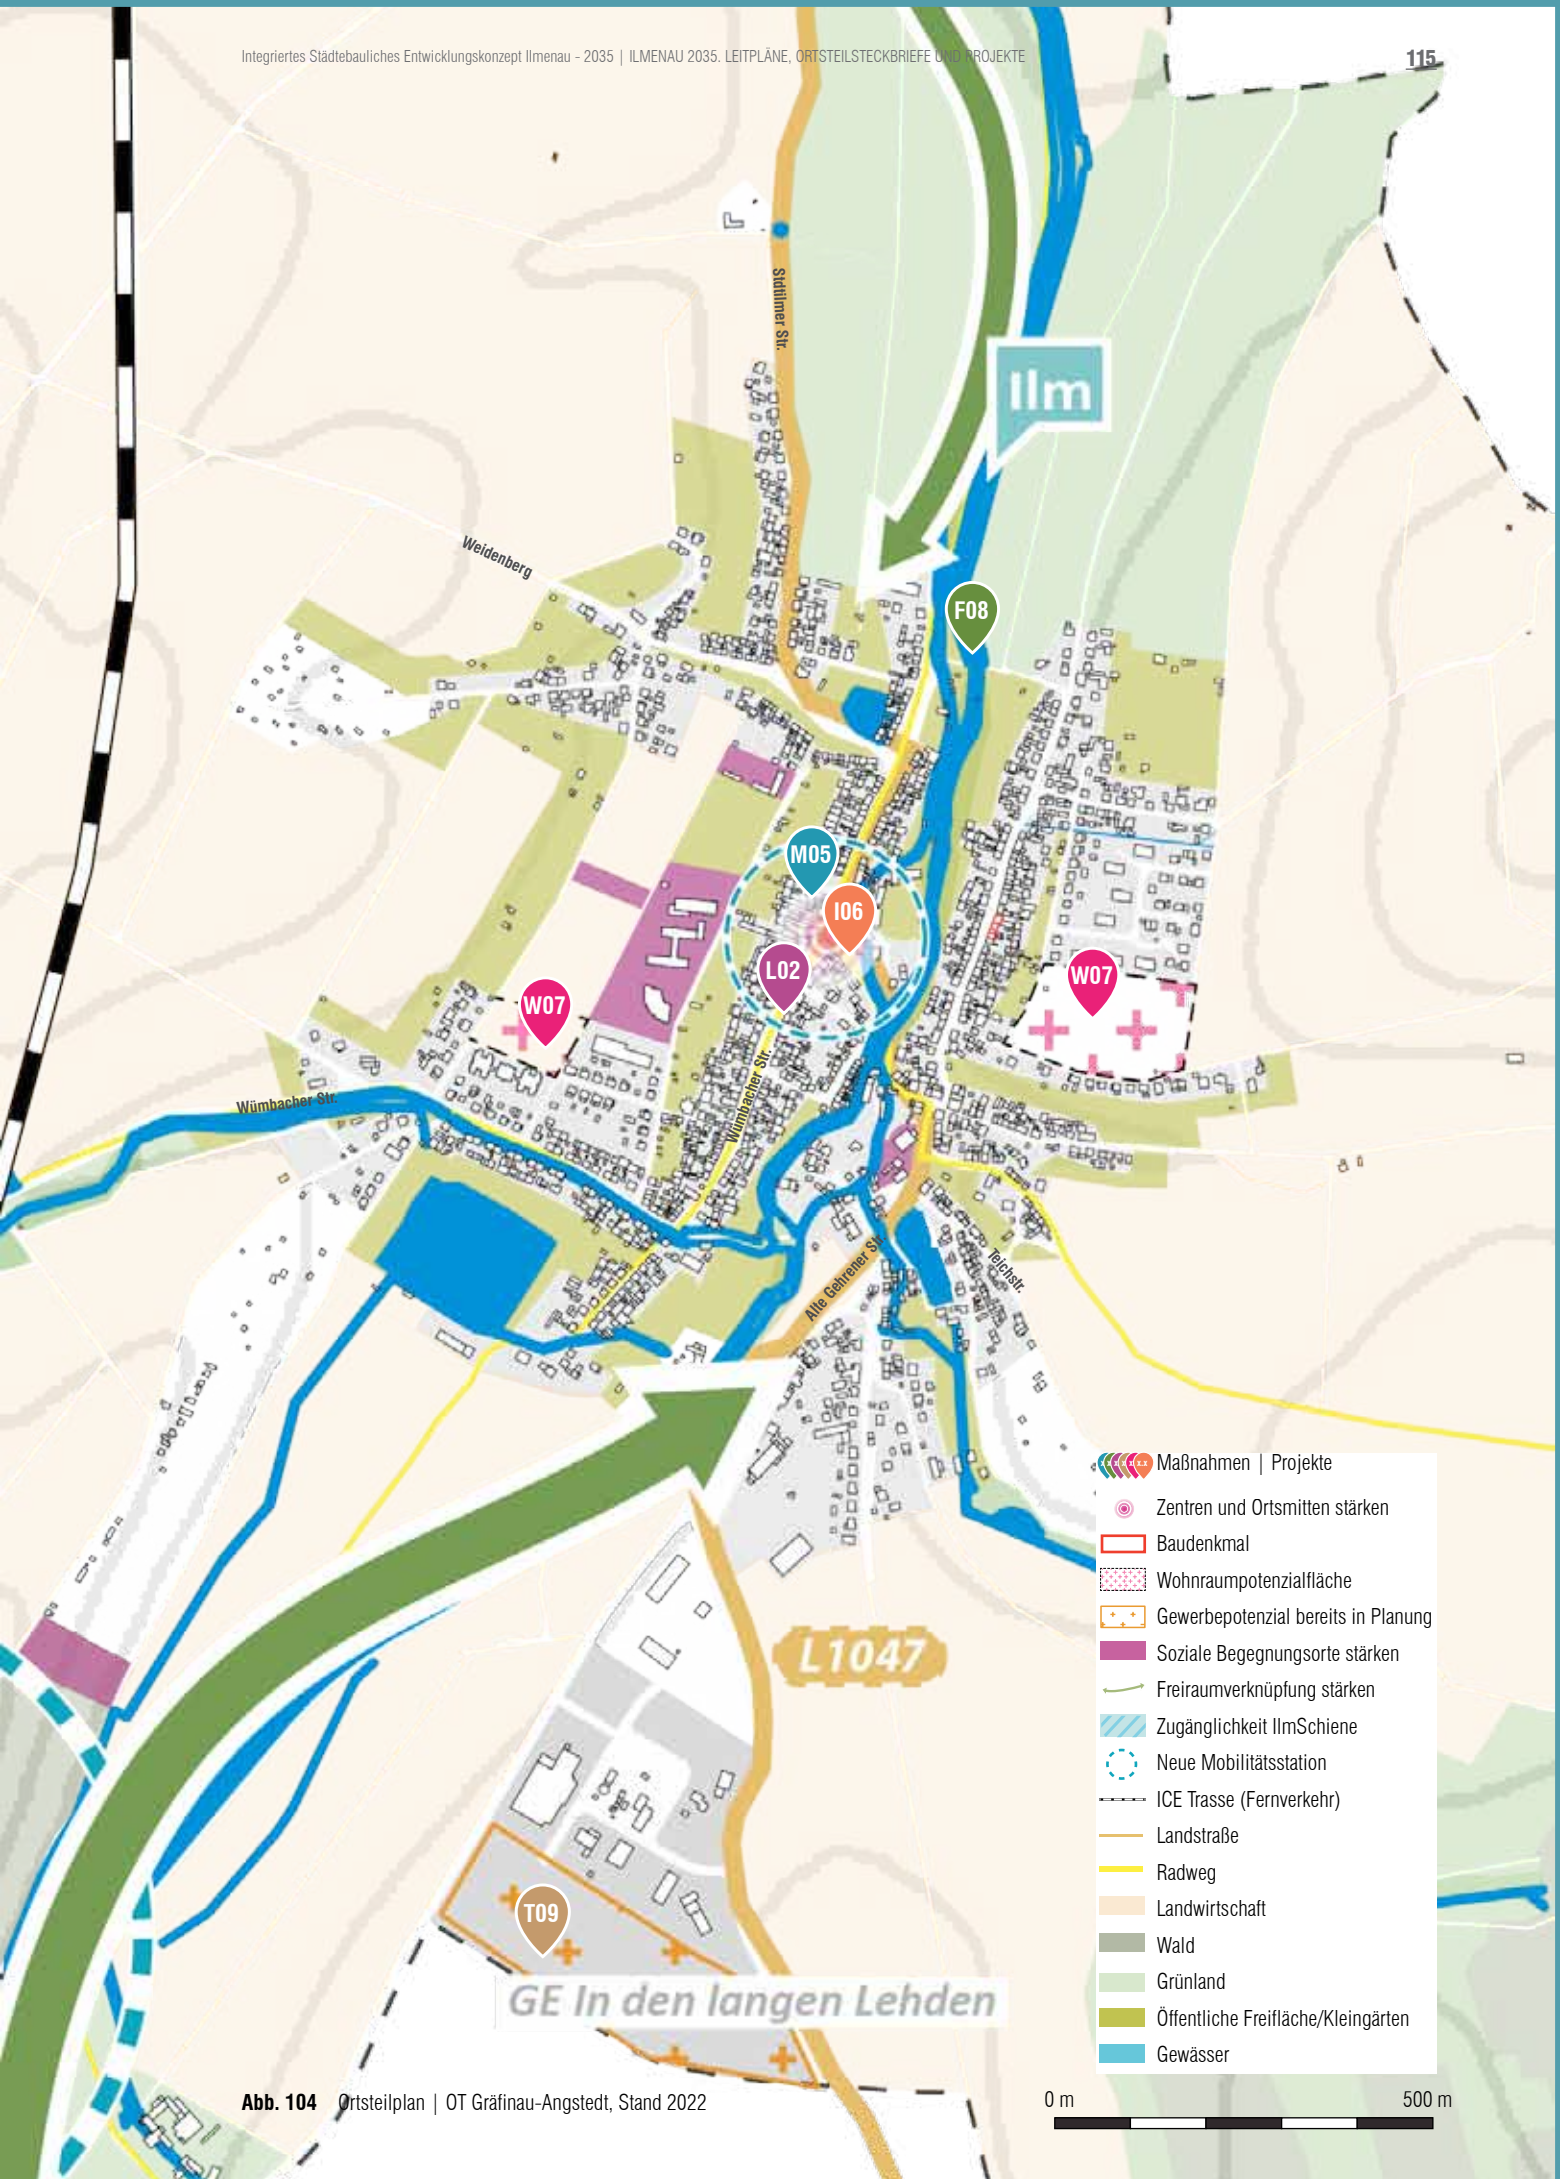 Integriertes Städtebauliches Entwicklungskonzept Ilmenau - 2035 | ILMENAU 2035. LEITPLÄNE, ORTSTEILSTECKBRIEFE UND PROJEKTE
115
Stdtilmer Str.
Ilm
Weidenberg
F08
M05
I06
L02
W07
W07
Wümbacher Str.
Wümbacher Str.
Alte Gehrener Str.
Teichstr.
L1047
T09
GE In den langen Lehden
Maßnahmen | Projekte
Zentren und Ortsmitten stärken
Baudenkmal
Wohnraumpotenzialfläche
Gewerbepotenzial bereits in Planung
Soziale Begegnungsorte stärken
Freiraumverknüpfung stärken
Zugänglichkeit IlmSchiene
Neue Mobilitätsstation
ICE Trasse (Fernverkehr)
Landstraße
Radweg
Landwirtschaft
Wald
Grünland
Öffentliche Freifläche/Kleingärten
Gewässer
0 m 500 m
Abb. 104 Ortsteilplan | OT Gräfinau-Angstedt, Stand 2022